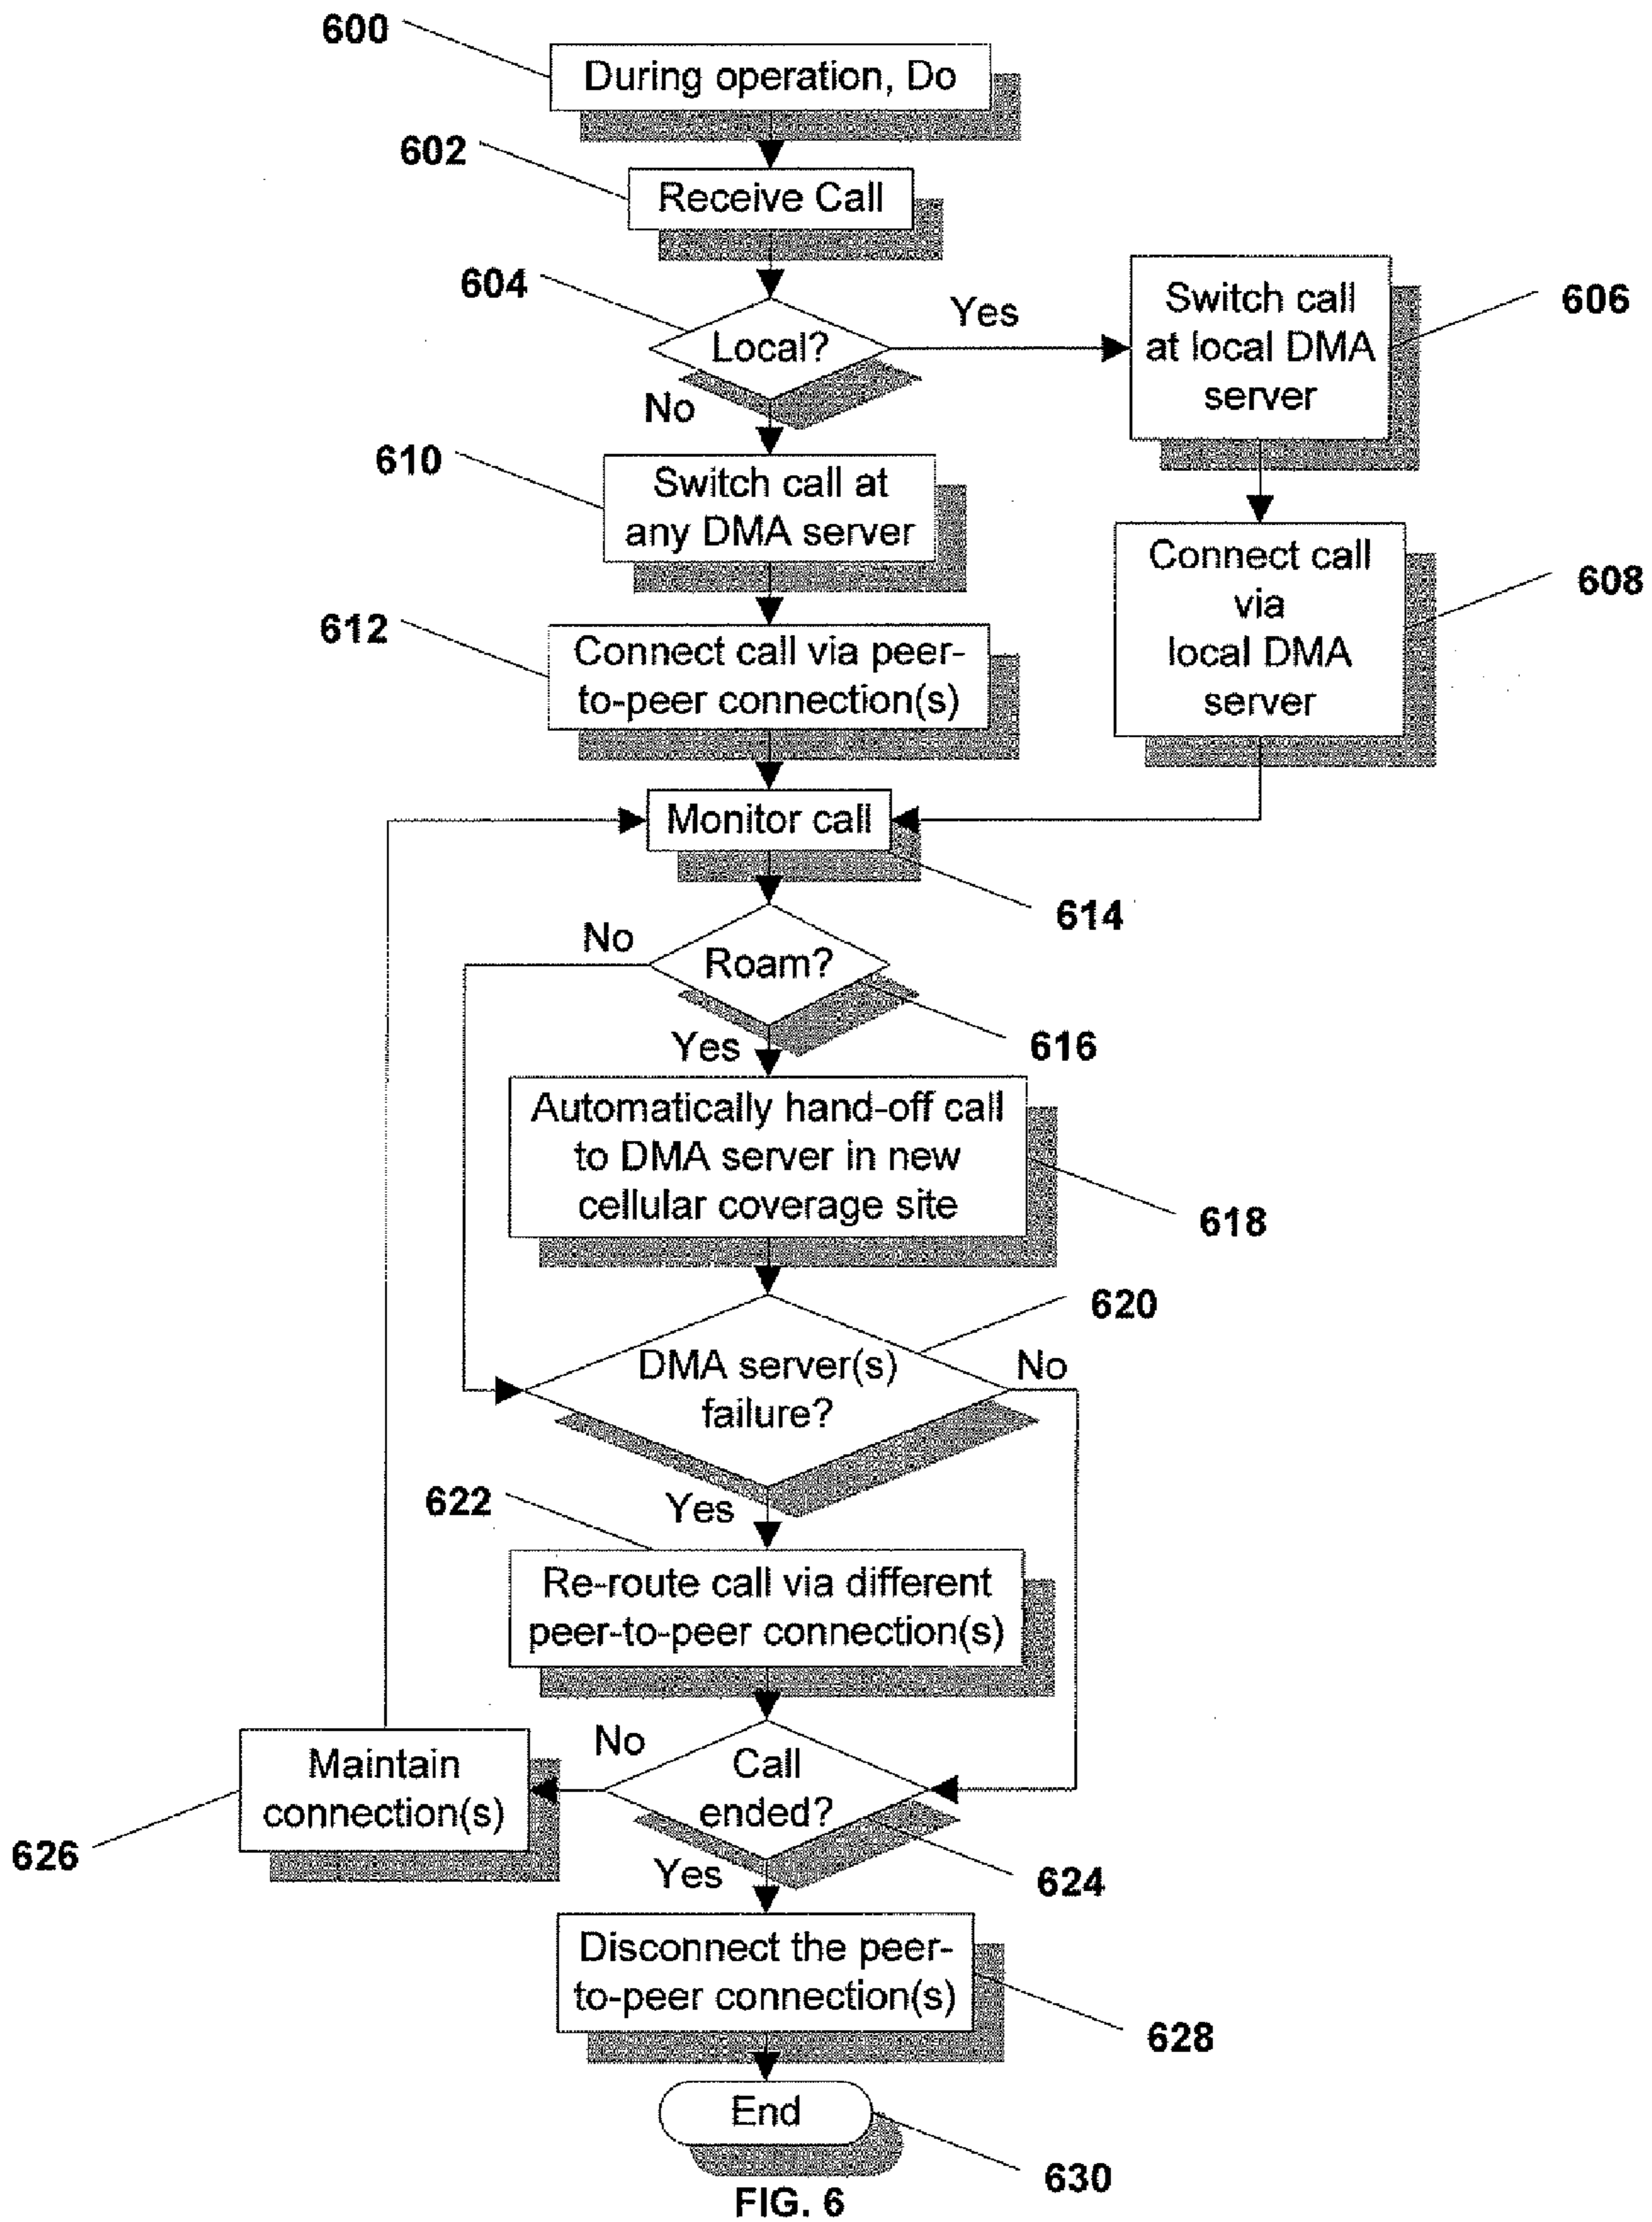 600
During operation, Do
602
Receive Call
604
Local?
Yes
No
Switch call
at local DMA
server
606
610
Switch call at
any DMA server
Connect call
via
local DMA
server
608
612
Connect call via peer-
to-peer connection(s)
Monitor call
614
No
Roam?
616
Yes
Automatically hand-off call
to DMA server in new
cellular coverage site
618
620
DMA server(s)
failure?
No
Yes
622
Re-route call via different
peer-to-peer connection(s)
No
Call
ended?
Maintain
connection(s)
626
624
Yes
Disconnect the peer-
to-peer connection(s)
628
End
630
FIG. 6